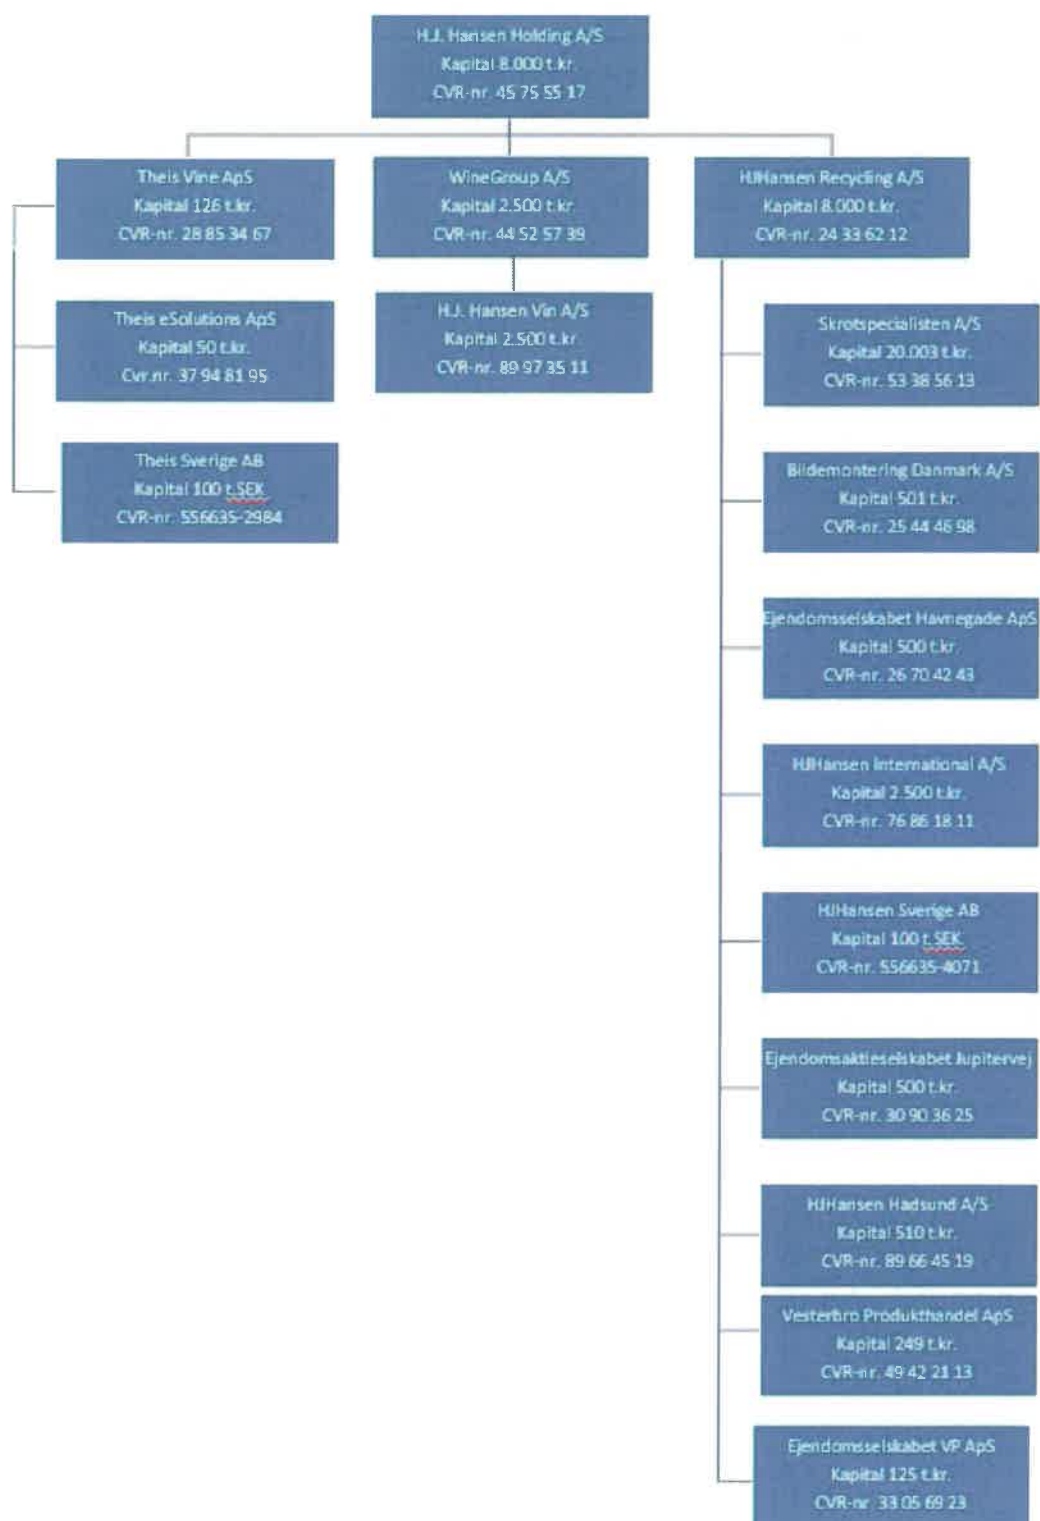 H.J. Hansen Holding A/S
Kapital 8.000 t.kr.
CVR-nr. 45 75 55 17
Theis Vine ApS
Kapital 126 t.kr.
CVR-nr. 28 85 34 67
Theis eSolutions ApS
Kapital 50 t.kr.
Cvr.nr. 37 94 81 95
Theis Sverige AB
Kapital 100 t.SEK
CVR-nr. 556635-2984
WineGroup A/S
Kapital 2.500 t.kr.
CVR-nr. 44 52 57 39
H.J. Hansen Vin A/S
Kapital 2.500 t.kr.
CVR-nr. 89 97 35 11
HJHansen Recycling A/S
Kapital 8.000 t.kr.
CVR-nr. 24 33 62 12
Skrotspecialisten A/S
Kapital 20.003 t.kr.
CVR-nr. 53 38 56 13
Bildemontering Danmark A/S
Kapital 501 t.kr.
CVR-nr. 25 44 46 98
Ejendomsselskabet Havnegade ApS
Kapital 500 t.kr.
CVR-nr. 26 70 42 43
HJHansen International A/S
Kapital 2.500 t.kr.
CVR-nr. 76 86 18 11
HJHansen Sverige AB
Kapital 100 t.SEK
CVR-nr. 556635-4071
Ejendomsaktieselskabet Jupitervej
Kapital 500 t.kr.
CVR-nr. 30 90 36 25
HJHansen Hadsund A/S
Kapital 510 t.kr.
CVR-nr. 89 66 45 19
Vesterbro Produkthandel ApS
Kapital 249 t.kr.
CVR-nr. 49 42 21 13
Ejendomsselskabet VP ApS
Kapital 125 t.kr.
CVR-nr. 33 05 69 23